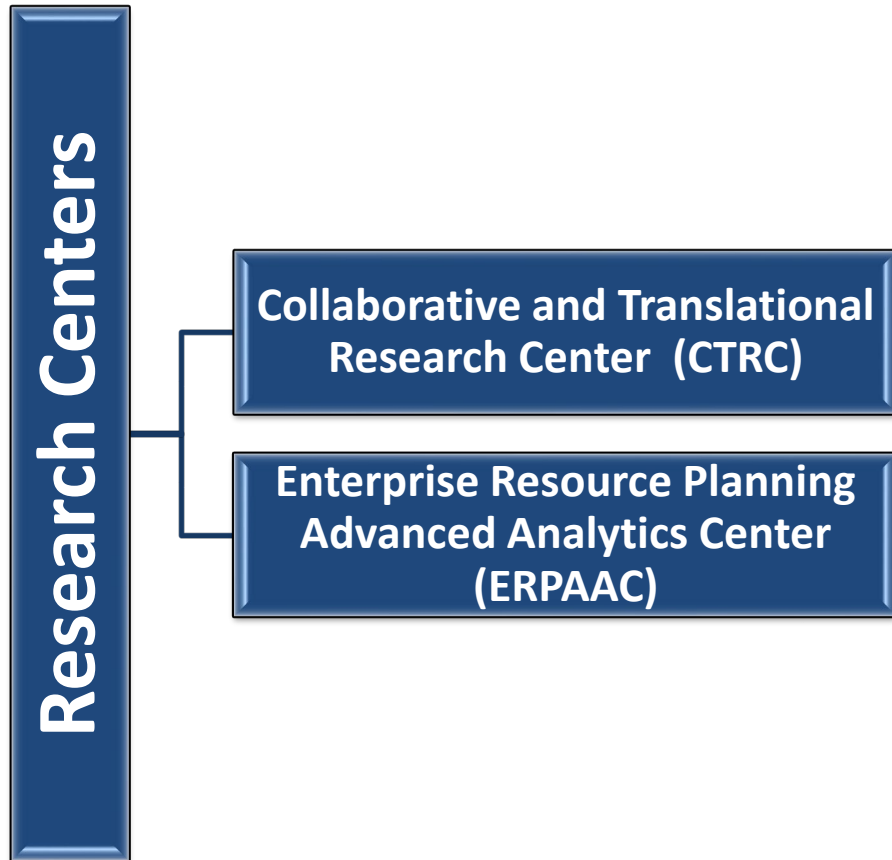 Research Centers
Collaborative and Translational
Research Center  (CTRC)
Enterprise Resource Planning
Advanced Analytics Center
(ERPAAC)